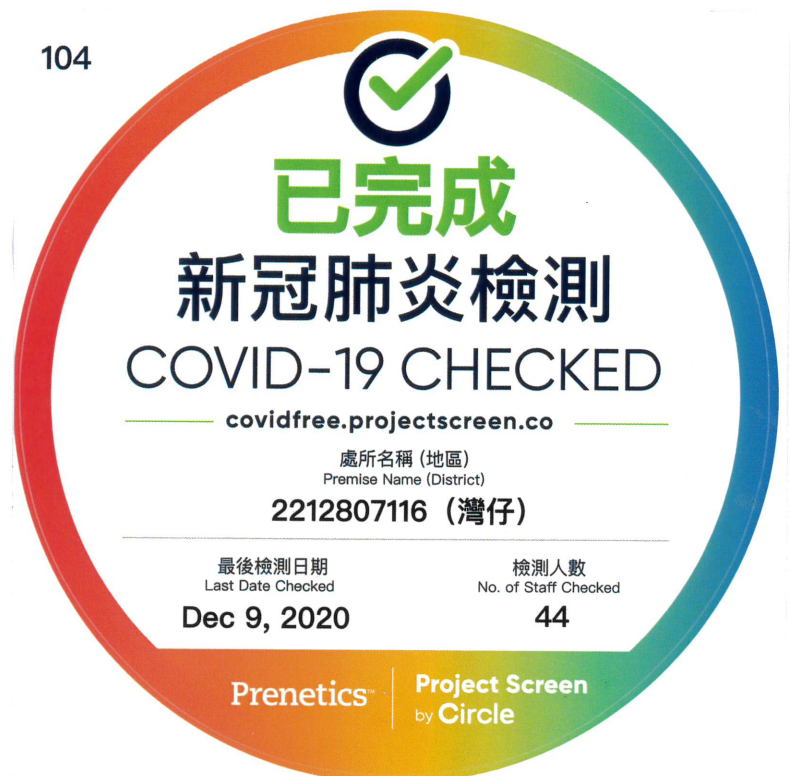 104
已完成
新冠肺炎檢測
COVID-19 CHECKED
covidfree.projectscreen.co
處所名稱 (地區)
Premise Name (District)
2212807116 (灣仔)
最後檢測日期
Last Date Checked
Dec 9, 2020
檢測人數
No. of Staff Checked
44
Prenetics™
Project Screen
by Circle